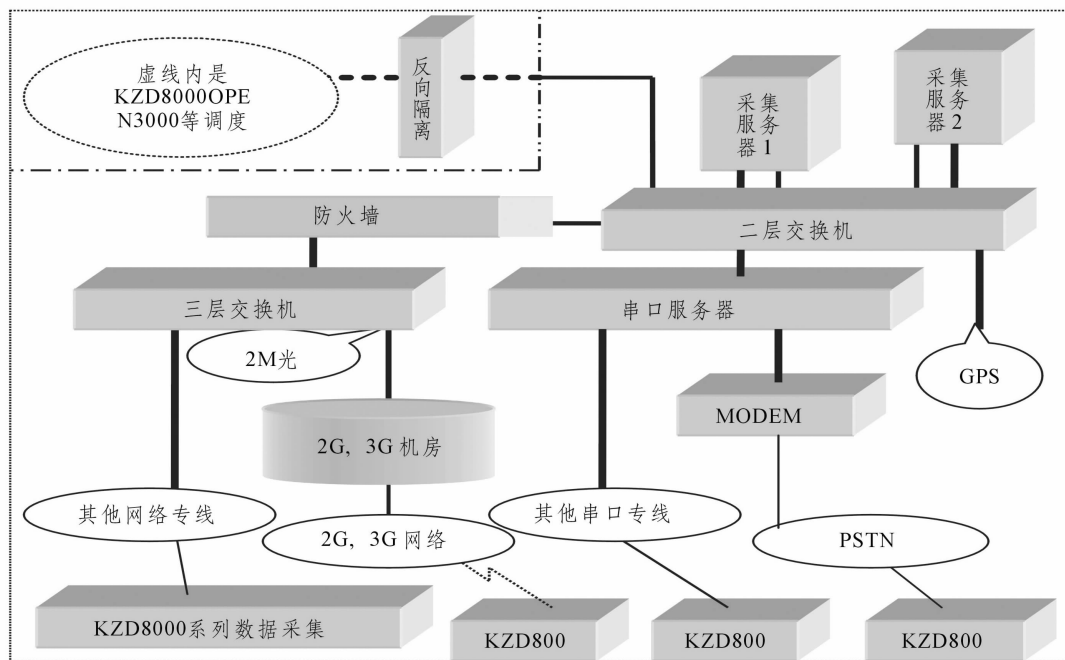 虚线内是
KZD8000OPE
N3000等调度
反向隔离
采集
服务
器1
采集
服务
器2
防火墙
二层交换机
三层交换机
串口服务器
2M光
GPS
MODEM
2G, 3G 机房
其他网络专线
2G, 3G 网络
其他串口专线
PSTN
KZD8000系列数据采集
KZD800
KZD800
KZD800